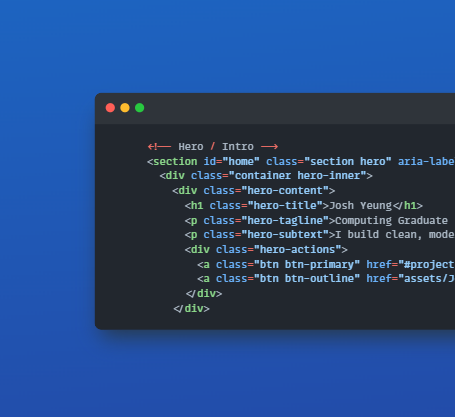 <!-- Hero / Intro -->
<section id="home" class="section hero" aria-labe
<div class="container hero-inner">
<div class="hero-content">
<h1 class="hero-title">Josh Yeung</h1>
<p class="hero-tagline">Computing Graduate
<p class="hero-subtext">I build clean, mode
<div class="hero-actions">
<a class="btn btn-primary" href="#project
<a class="btn btn-outline" href="assets/J
</div>
</div>